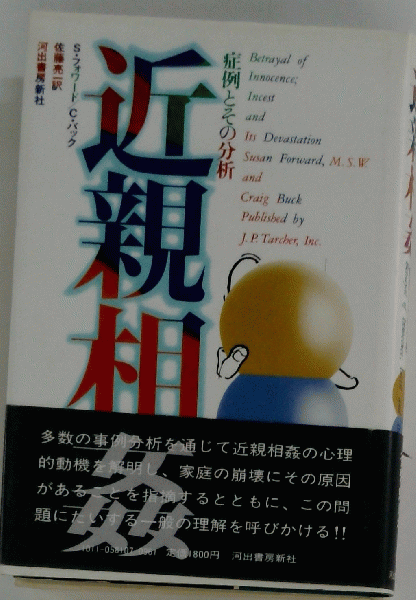 近親相姦
症例とその分析
S・フォワード C・バック
佐藤亮一訳
河出書房新社
Betrayal of
Innocence;
Incest
and
Its Devastation
Susan Forward, M.S.W.
and
Craig Buck
Published by
J.P. Tarcher, Inc.
多数の事例分析を通じて近親相姦の心理
的動機を解明し、家庭の崩壊にその原因
があることを指摘するとともに、この問
題にたいする一般の理解を呼びかける!!
定価1800円 河出書房新社